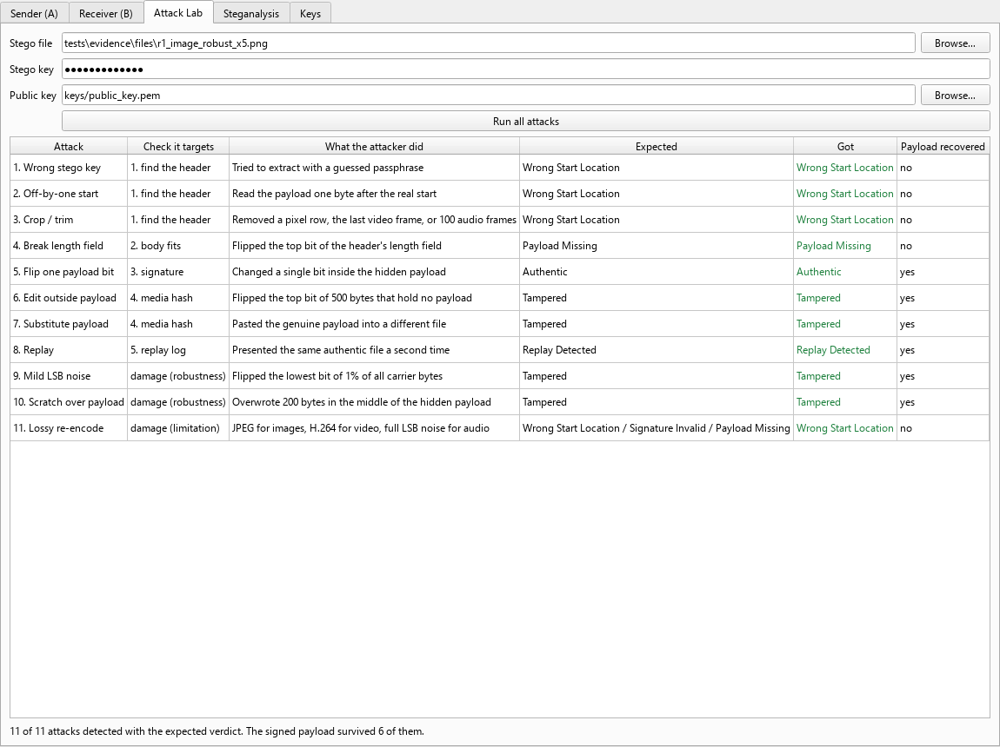 Sender (A) Receiver (B) Attack Lab Steganalysis Keys
Stego file tests\evidence\files\r1_image_robust_x5.png Browse...
Stego key ●●●●●●●●●●●●●
Public key keys/public_key.pem Browse...
Run all attacks
Attack Check it targets What the attacker did Expected Got Payload recovered
1. Wrong stego key 1. find the header Tried to extract with a guessed passphrase Wrong Start Location Wrong Start Location no
2. Off-by-one start 1. find the header Read the payload one byte after the real start Wrong Start Location Wrong Start Location no
3. Crop / trim 1. find the header Removed a pixel row, the last video frame, or 100 audio frames Wrong Start Location Wrong Start Location no
4. Break length field 2. body fits Flipped the top bit of the header's length field Payload Missing Payload Missing no
5. Flip one payload bit 3. signature Changed a single bit inside the hidden payload Authentic Authentic yes
6. Edit outside payload 4. media hash Flipped the top bit of 500 bytes that hold no payload Tampered Tampered yes
7. Substitute payload 4. media hash Pasted the genuine payload into a different file Tampered Tampered yes
8. Replay 5. replay log Presented the same authentic file a second time Replay Detected Replay Detected yes
9. Mild LSB noise damage (robustness) Flipped the lowest bit of 1% of all carrier bytes Tampered Tampered yes
10. Scratch over payload damage (robustness) Overwrote 200 bytes in the middle of the hidden payload Tampered Tampered yes
11. Lossy re-encode damage (limitation) JPEG for images, H.264 for video, full LSB noise for audio Wrong Start Location / Signature Invalid / Payload Missing Wrong Start Location no
11 of 11 attacks detected with the expected verdict. The signed payload survived 6 of them.